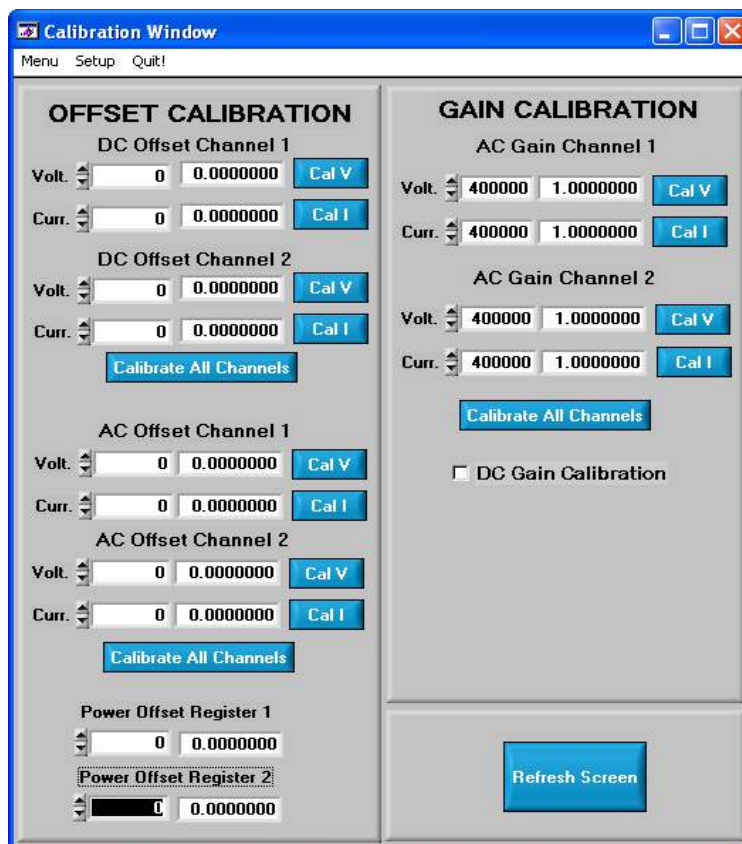 Calibration Window
Menu Setup Quit!
OFFSET CALIBRATION
DC Offset Channel 1
Volt. 0 0.0000000 Cal V
Curr. 0 0.0000000 Cal I
DC Offset Channel 2
Volt. 0 0.0000000 Cal V
Curr. 0 0.0000000 Cal I
Calibrate All Channels
AC Offset Channel 1
Volt. 0 0.0000000 Cal V
Curr. 0 0.0000000 Cal I
AC Offset Channel 2
Volt. 0 0.0000000 Cal V
Curr. 0 0.0000000 Cal I
Calibrate All Channels
Power Offset Register 1
0 0.0000000
Power Offset Register 2
0 0.0000000
GAIN CALIBRATION
AC Gain Channel 1
Volt. 400000 1.0000000 Cal V
Curr. 400000 1.0000000 Cal I
AC Gain Channel 2
Volt. 400000 1.0000000 Cal V
Curr. 400000 1.0000000 Cal I
Calibrate All Channels
DC Gain Calibration
Refresh Screen